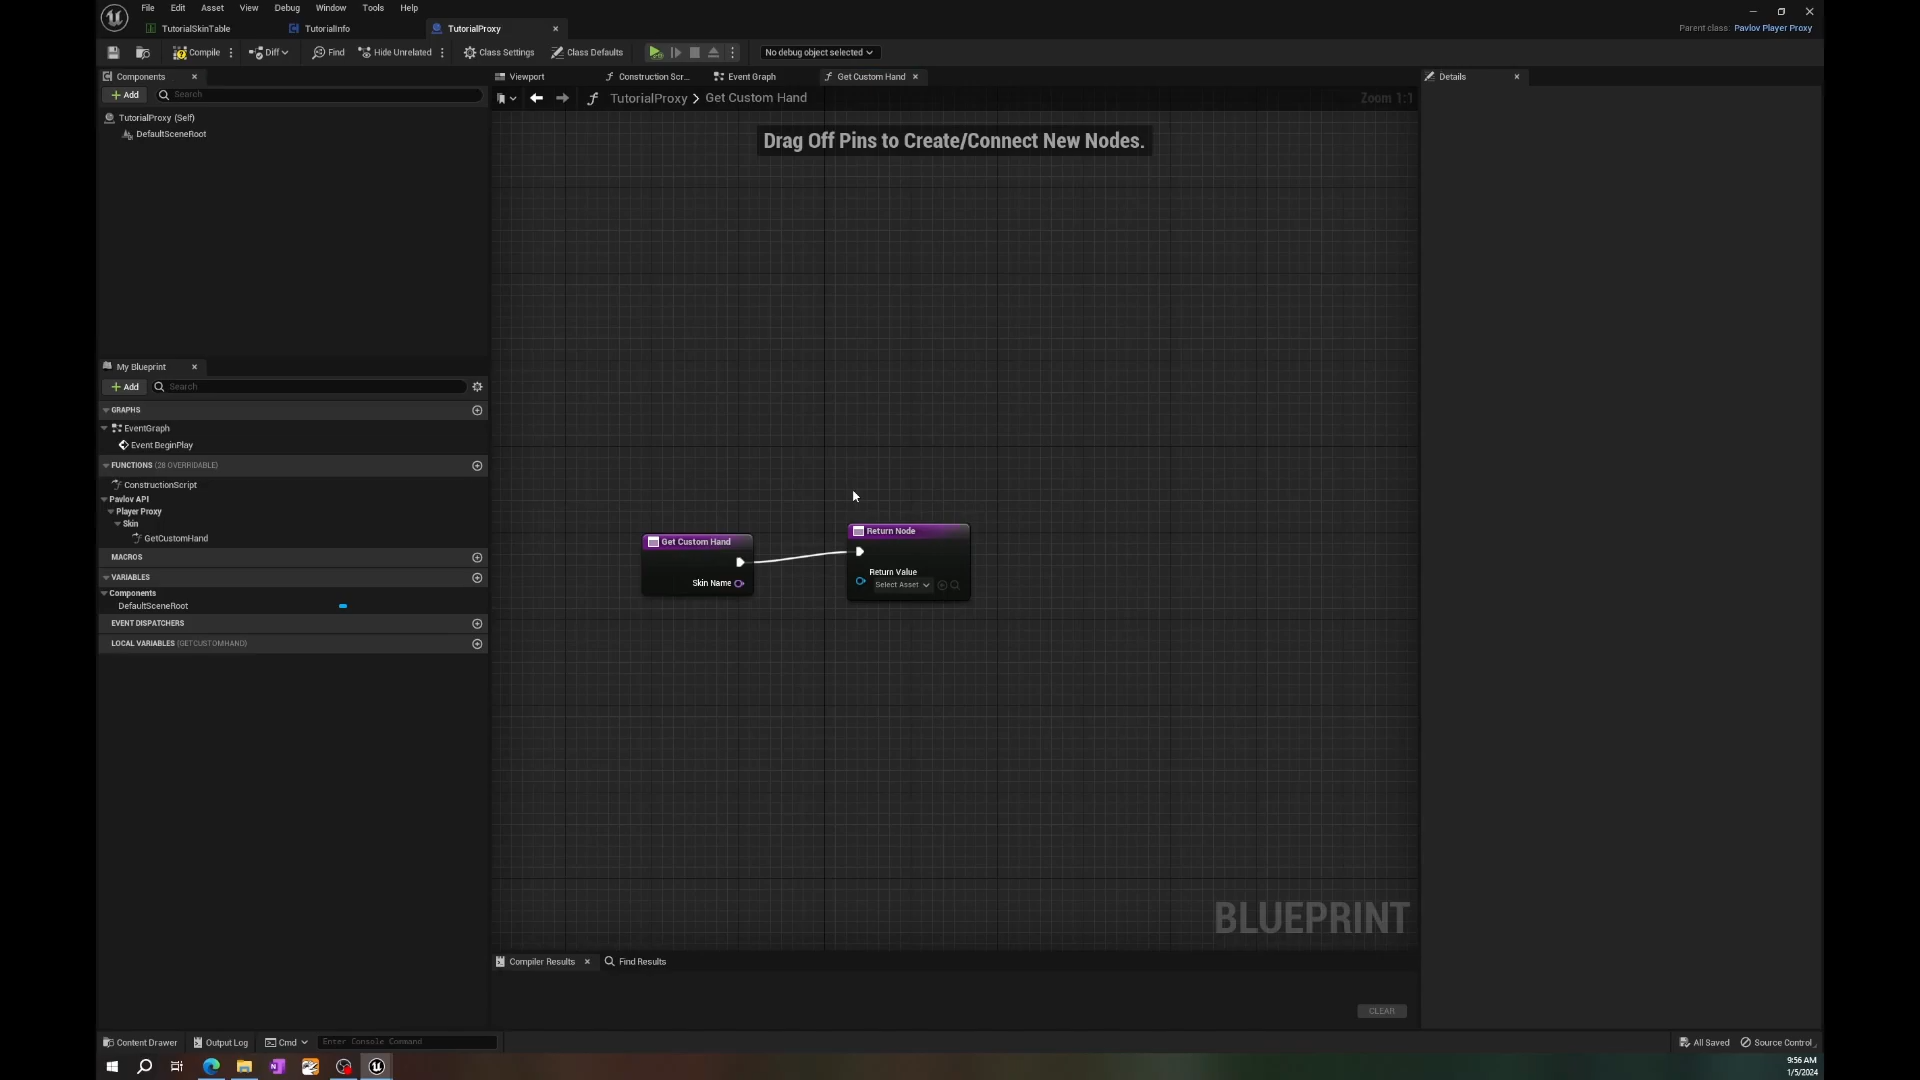 File Edit Asset View Debug Window Tools Help
TutorialSkinTable TutorialInfo TutorialProxy
Parent class: Pavlov Player Proxy
Compile Diff Find Hide Unrelated Class Settings Class Defaults No debug object selected
Components
Add Search
TutorialProxy (Self)
DefaultSceneRoot
Viewport Construction Scr... Event Graph Get Custom Hand
TutorialProxy > Get Custom Hand Zoom 1:1
Drag Off Pins to Create/Connect New Nodes.
Details
My Blueprint
Add Search
GRAPHS
EventGraph
Event BeginPlay
FUNCTIONS (28 OVERRIDABLE)
ConstructionScript
Pavlov API
Player Proxy
Skin
GetCustomHand
MACROS
VARIABLES
Components
DefaultSceneRoot
EVENT DISPATCHERS
LOCAL VARIABLES (GETCUSTOMHAND)
Get Custom Hand
Skin Name
Return Node
Return Value
Select Asset
BLUEPRINT
Compiler Results Find Results
CLEAR
Content Drawer Output Log Cmd Enter Console Command
All Saved Source Control
9:56 AM
1/5/2024